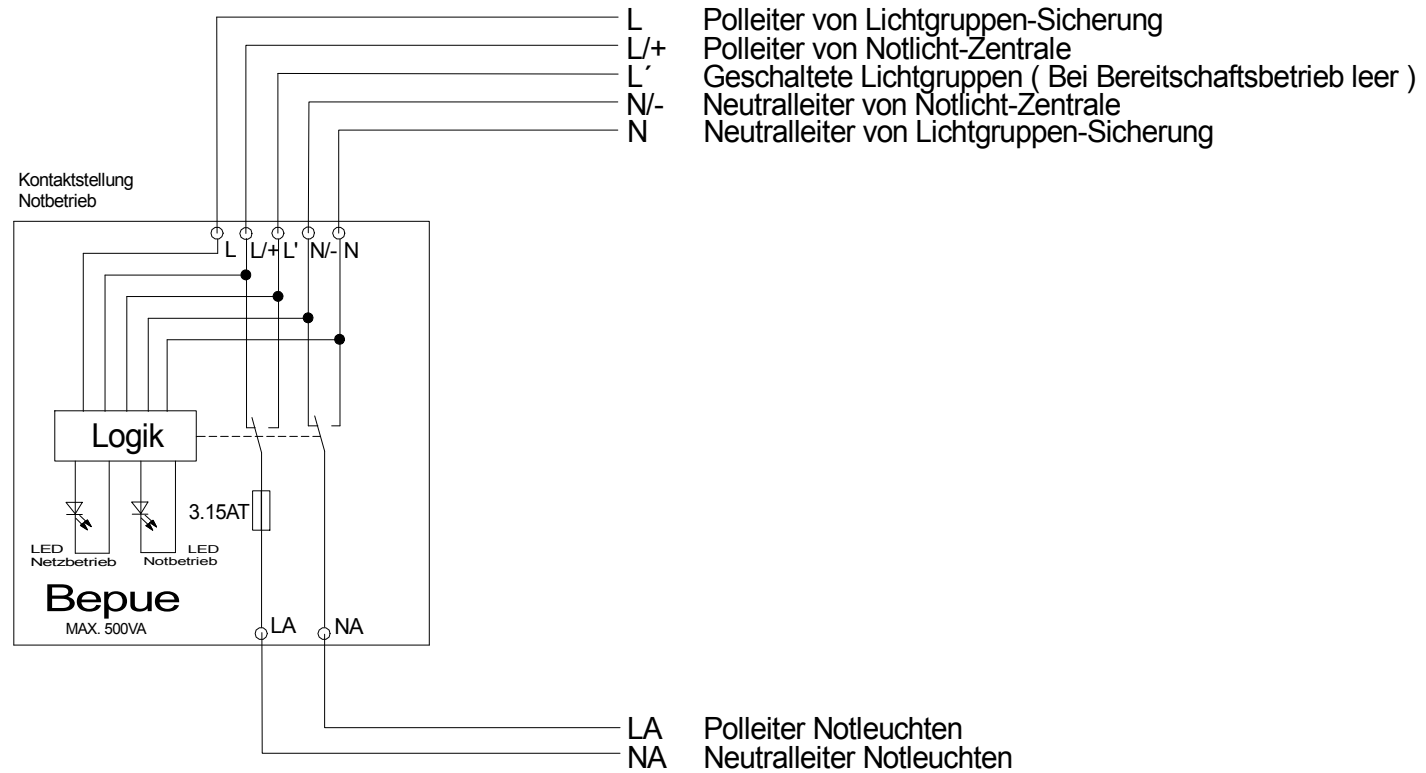 L Polleiter von Lichtgruppen-Sicherung
L/+ Polleiter von Notlicht-Zentrale
L´ Geschaltete Lichtgruppen ( Bei Bereitschaftsbetrieb leer )
N/- Neutralleiter von Notlicht-Zentrale
N Neutralleiter von Lichtgruppen-Sicherung
Kontaktstellung
Notbetrieb
L L/+ L' N/- N
Logik
3.15AT
LED
Netzbetrieb
LED
Notbetrieb
Bepue
MAX. 500VA
LA NA
LA Polleiter Notleuchten
NA Neutralleiter Notleuchten